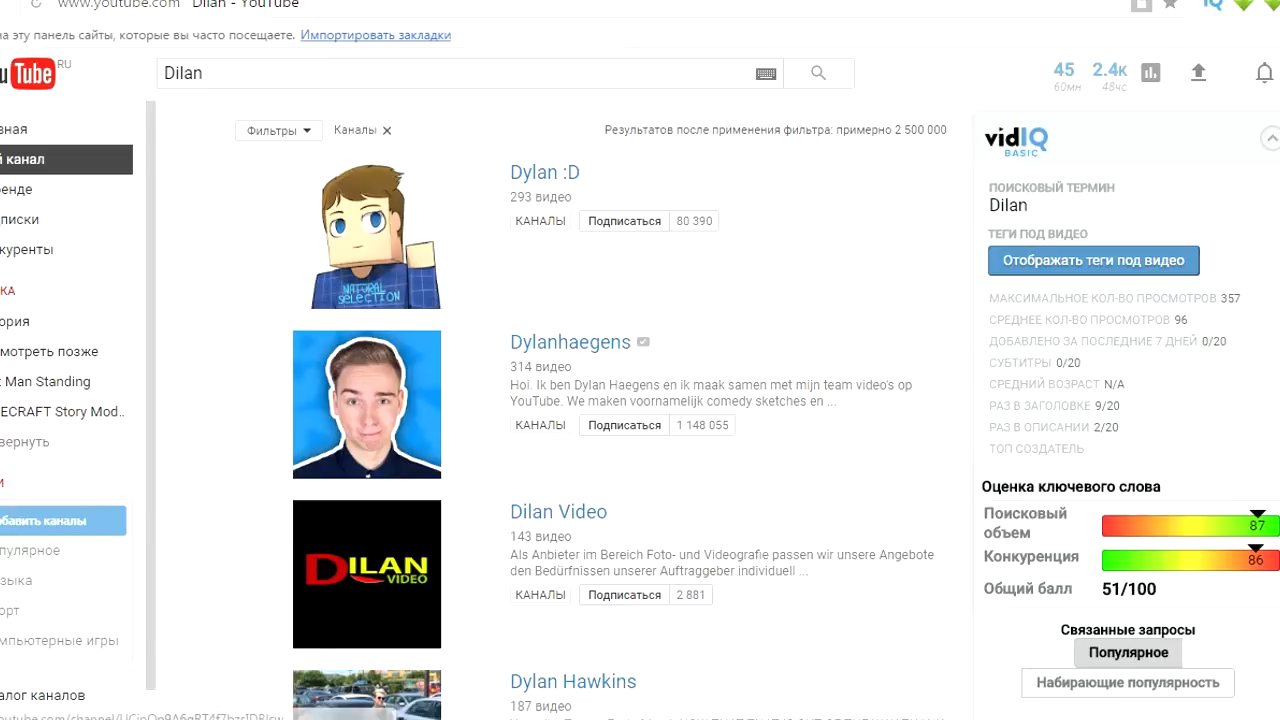 www.youtube.com Dilan - YouTube
на эту панель сайты, которые вы часто посещаете. Импортировать закладки
Tube RU
Dilan
45 2.4к
60мн 48чс
вная
й канал
енде
писки
куренты
КА
ория
мотреть позже
t Man Standing
ECRAFT Story Mod..
вернуть
И
обавить каналы
пулярное
зыка
орт
мпьютерные игры
алог каналов
Фильтры Каналы
Результатов после применения фильтра: примерно 2 500 000
Dylan :D
293 видео
КАНАЛЫ Подписаться 80 390
NATURAL
SELECTION
Dylanhaegens
314 видео
Hoi. Ik ben Dylan Haegens en ik maak samen met mijn team video's op
YouTube. We maken voornamelijk comedy sketches en ...
КАНАЛЫ Подписаться 1 148 055
Dilan Video
143 видео
Als Anbieter im Bereich Foto- und Videografie passen wir unsere Angebote
den Bedürfnissen unserer Auftraggeber individuell ...
КАНАЛЫ Подписаться 2 881
DILAN
VIDEO
Dylan Hawkins
187 видео
vidIQ
BASIC
ПОИСКОВЫЙ ТЕРМИН
Dilan
ТЕГИ ПОД ВИДЕО
Отображать теги под видео
МАКСИМАЛЬНОЕ КОЛ-ВО ПРОСМОТРОВ 357
СРЕДНЕЕ КОЛ-ВО ПРОСМОТРОВ 96
ДОБАВЛЕНО ЗА ПОСЛЕДНИЕ 7 ДНЕЙ 0/20
СУБТИТРЫ 0/20
СРЕДНИЙ ВОЗРАСТ N/A
РАЗ В ЗАГОЛОВКЕ 9/20
РАЗ В ОПИСАНИИ 2/20
ТОП СОЗДАТЕЛЬ
Оценка ключевого слова
Поисковый
объем 87
Конкуренция 86
Общий балл 51/100
Связанные запросы
Популярное
Набирающие популярность